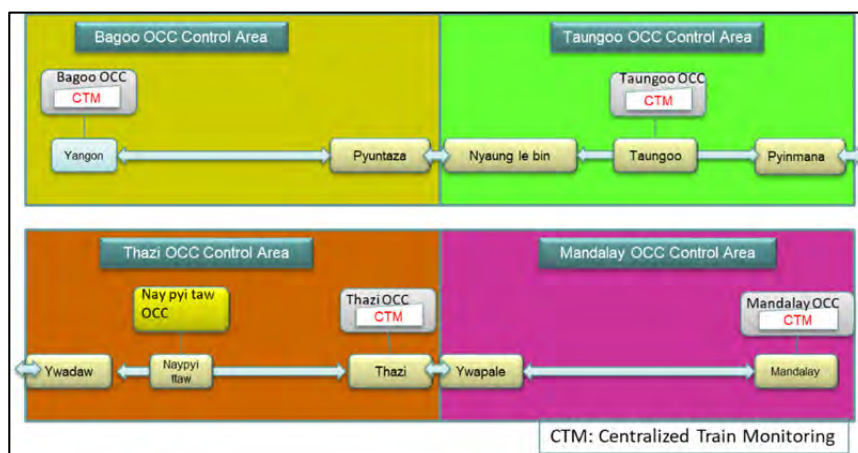 Bagoo OCC Control Area
Taungoo OCC Control Area
Bagoo OCC
CTM
Taungoo OCC
CTM
Yangon
Pyuntaza
Nyaung le bin
Taungoo
Pyinmana
Thazi OCC Control Area
Mandalay OCC Control Area
Nay pyi taw
OCC
Thazi OCC
CTM
Mandalay OCC
CTM
Ywadaw
Naypyi
ttaw
Thazi
Ywapale
Mandalay
CTM: Centralized Train Monitoring